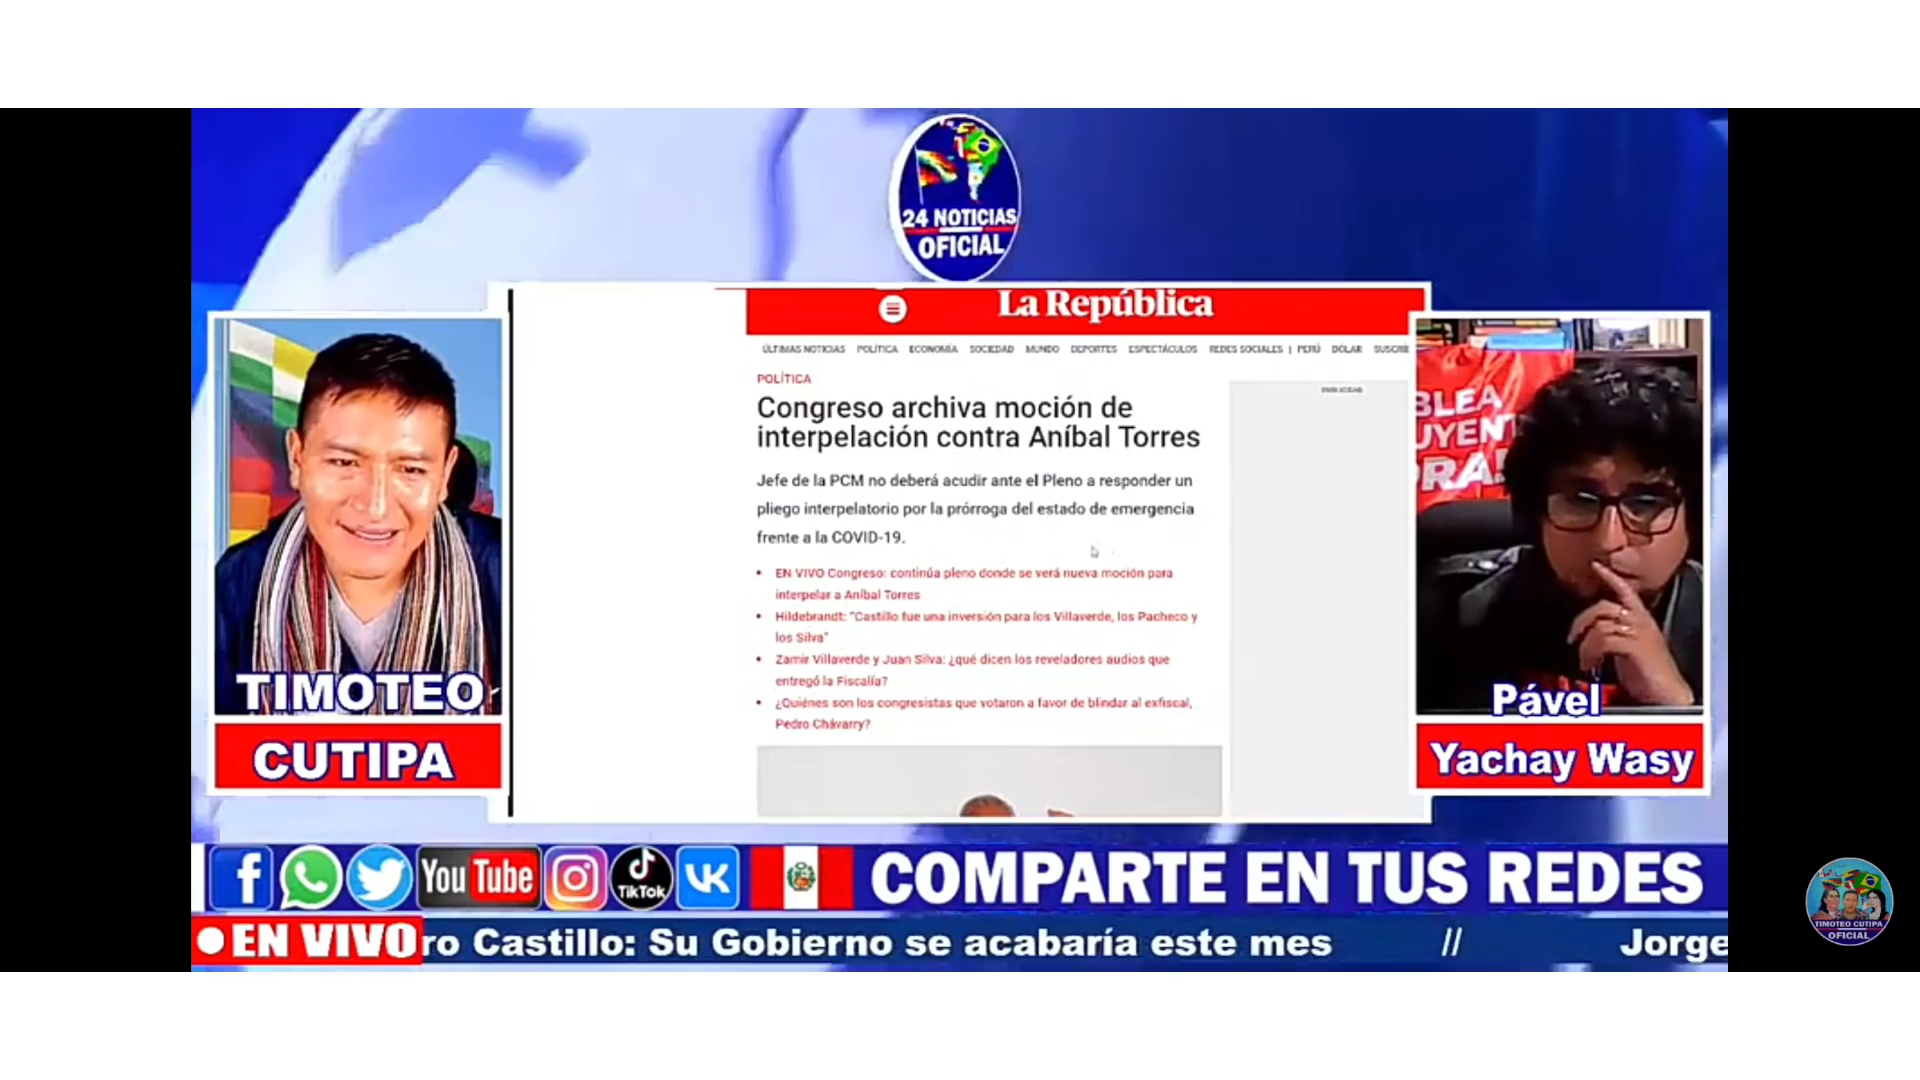 24 NOTICIAS
OFICIAL
La República
ÚLTIMAS NOTICIAS POLÍTICA ECONOMÍA SOCIEDAD MUNDO DEPORTES ESPECTÁCULOS REDES SOCIALES | PERÚ DÓLAR SUSCRÍB
POLÍTICA
Congreso archiva moción de
interpelación contra Aníbal Torres
Jefe de la PCM no deberá acudir ante el Pleno a responder un
pliego interpelatorio por la prórroga del estado de emergencia
frente a la COVID-19.
• EN VIVO Congreso: continúa pleno donde se verá nueva moción para
interpelar a Aníbal Torres
• Hildebrandt: "Castillo fue una inversión para los Villaverde, los Pacheco y
los Silva"
• Zamir Villaverde y Juan Silva: ¿qué dicen los reveladores audios que
entregó la Fiscalía?
• ¿Quiénes son los congresistas que votaron a favor de blindar al exfiscal,
Pedro Chávarry?
TIMOTEO
CUTIPA
BLEA
UYENT
ORA!
Pável
Yachay Wasy
f YouTube TikTok VK COMPARTE EN TUS REDES
EN VIVO ro Castillo: Su Gobierno se acabaría este mes // Jorge
TIMOTEO CUTIPA
OFICIAL